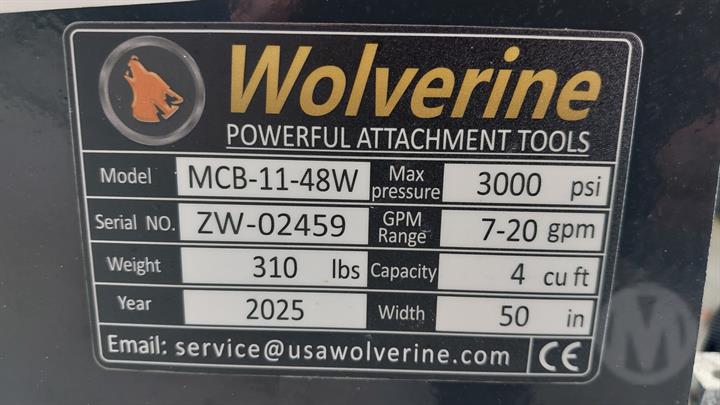 Wolverine
POWERFUL ATTACHMENT TOOLS
Model MCB-11-48W Max pressure 3000 psi
Serial NO. ZW-02459 GPM Range 7-20 gpm
Weight 310 lbs Capacity 4 cu ft
Year 2025 Width 50 in
Email: service@usawolverine.com CE
M